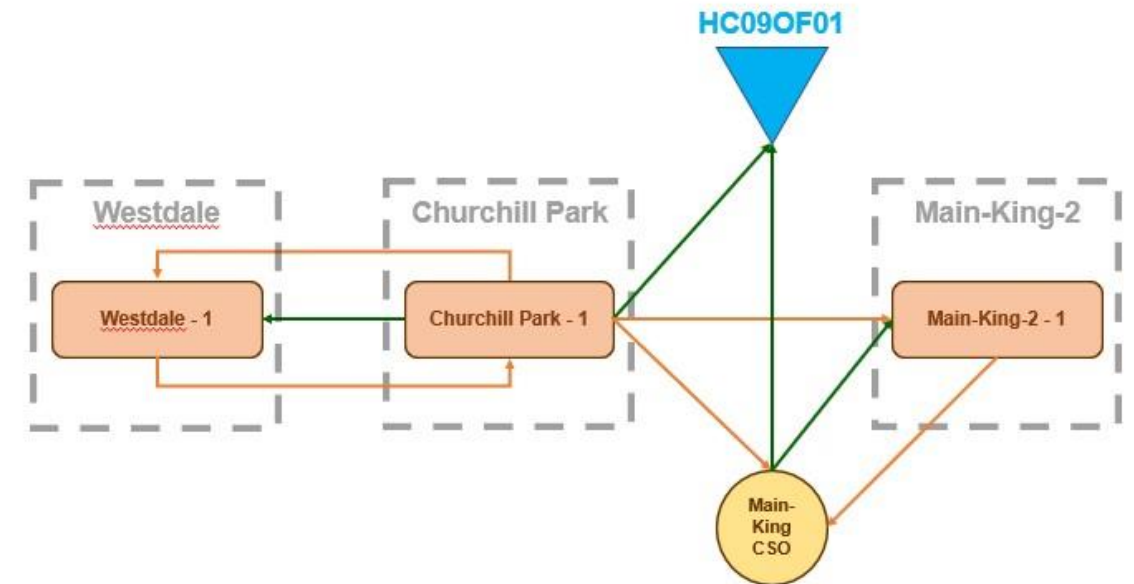 HC09OF01
Westdale
Churchill Park
Main-King-2
Westdale - 1
Churchill Park - 1
Main-King-2 - 1
Main-
King
CSO